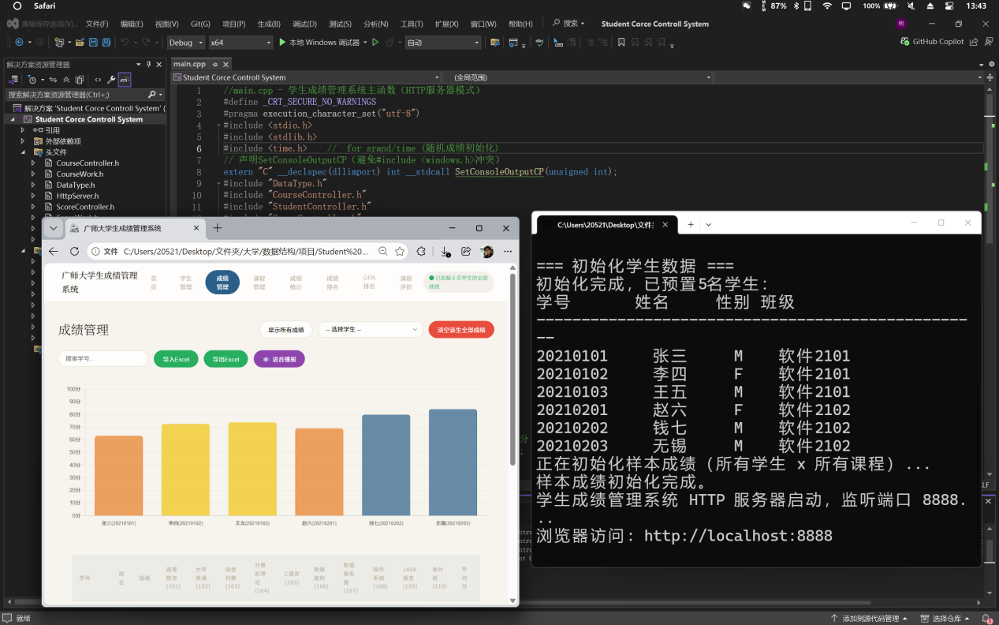 Safari
87%
100%
13:43
高级保存选项(V)...
文件(F)
编辑(E)
视图(V)
Git(G)
项目(P)
生成(B)
调试(D)
测试(S)
分析(N)
工具(T)
扩展(X)
窗口(W)
帮助(H)
搜索
Student Corce Controll System
Debug
x64
本地 Windows 调试器
自动
GitHub Copilot
解决方案资源管理器
搜索解决方案资源管理器(Ctrl+;)
解决方案 'Student Corce Controll System' (
Student Corce Controll System
引用
外部依赖项
头文件
CourseController.h
CourseWork.h
DataType.h
HttpServer.h
ScoreController.h
main.cpp
Student Corce Controll System
(全局范围)
1 //main.cpp - 学生成绩管理系统主函数（HTTP服务器模式）
2 #define _CRT_SECURE_NO_WARNINGS
3 #pragma execution_character_set("utf-8")
4 #include <stdio.h>
5 #include <stdlib.h>
6 #include <time.h> // for srand/time（随机成绩初始化）
7 // 声明SetConsoleOutputCP（避免#include <windows.h>冲突）
8 extern "C" __declspec(dllimport) int __stdcall SetConsoleOutputCP(unsigned int);
9 #include "DataType.h"
10 #include "CourseController.h"
11 #include "StudentController.h"
广师大学生成绩管理系统
文件
C:/Users/20521/Desktop/文件夹/大学/数据结构/项目/Student%20...
广师大学生成绩管理
系统
首
页
学生
管理
成绩
管理
课程
管理
成绩
统计
成绩
排名
GPA
排名
课程
评价
已加载 6 名学生的全部
成绩
成绩管理
显示所有成绩
-- 选择学生 --
清空该生全部成绩
搜索学号...
导入Excel
导出Excel
语音播报
100分
90分
80分
70分
60分
50分
40分
30分
20分
10分
0分
张三(20210101)
李四(20210102)
王五(20210103)
赵六(20210201)
钱七(20210202)
无锡(20210203)
学号
姓
名
班级
高等
数学
(101)
大学
英语
(102)
线性
代数
(103)
计算
机导
论
(104)
C语言
(105)
数据
结构
(106)
数据
库系
统
(107)
操作
系统
(108)
JAVA
语言
(109)
单片
机
(110)
平
均
分
C:\Users\20521\Desktop\文件夹
=== 初始化学生数据 ===
初始化完成，已预置5名学生：
学号 姓名 性别 班级
------------------------------------------------
--
20210101 张三 M 软件2101
20210102 李四 F 软件2101
20210103 王五 M 软件2101
20210201 赵六 F 软件2102
20210202 钱七 M 软件2102
20210203 无锡 M 软件2102
正在初始化样本成绩（所有学生 x 所有课程）...
样本成绩初始化完成。
学生成绩管理系统 HTTP 服务器启动，监听端口 8888.
..
浏览器访问：http://localhost:8888
就绪
添加到源代码管理
选择仓库